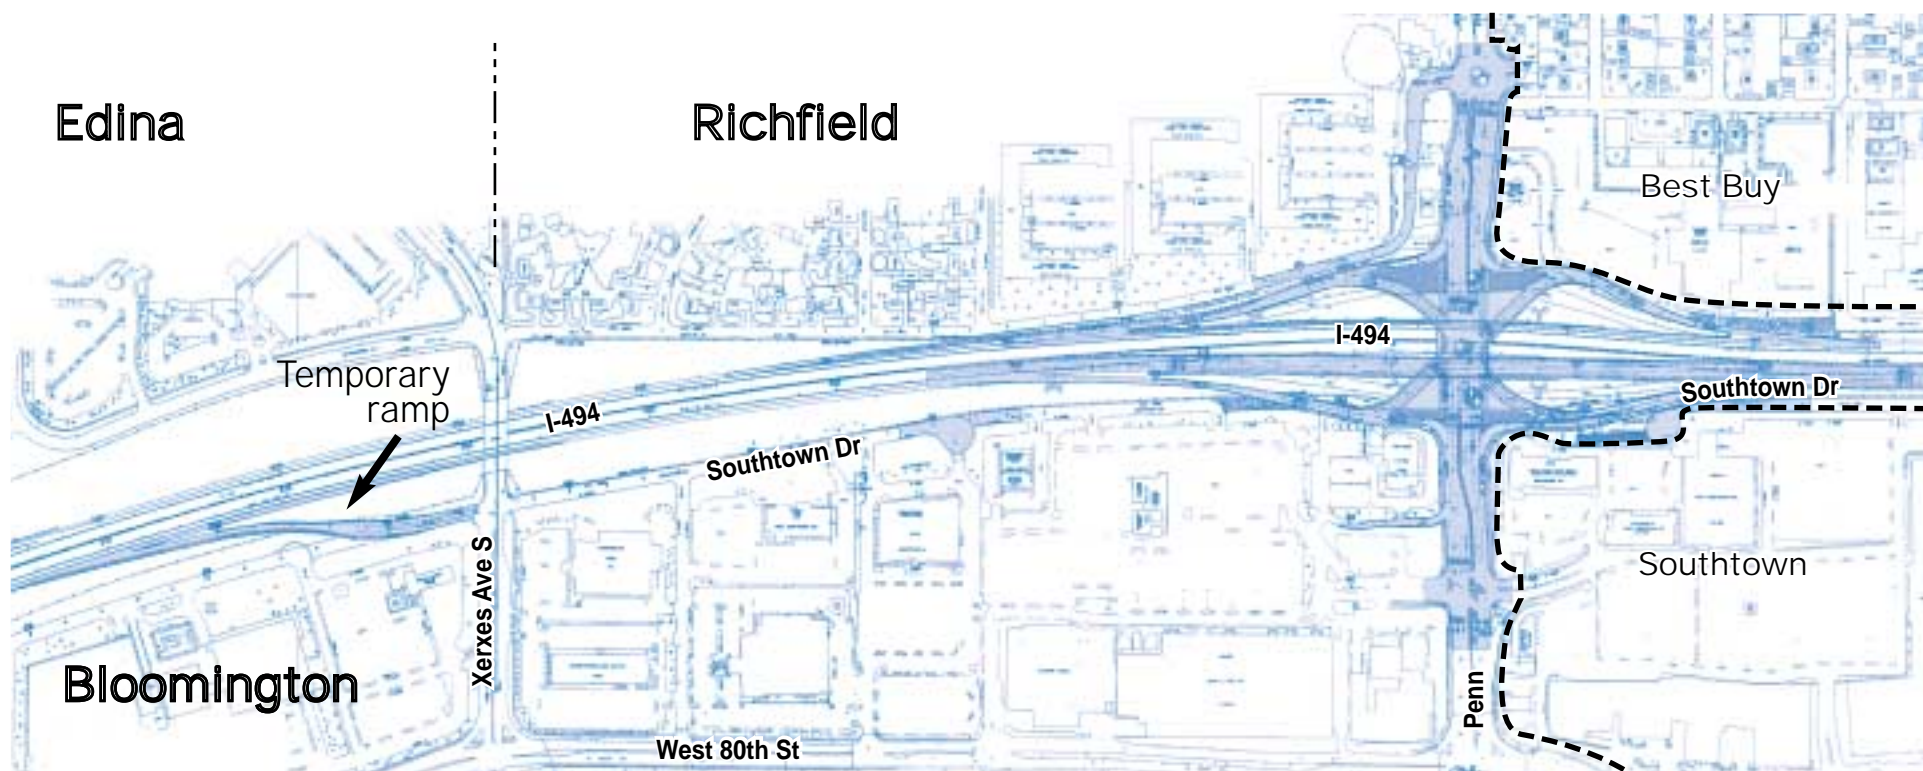 Edina
Richfield
Best Buy
I-494
Temporary
ramp
I-494
Southtown Dr
Southtown Dr
Xerxes Ave S
Southtown
Bloomington
Penn
West 80th St